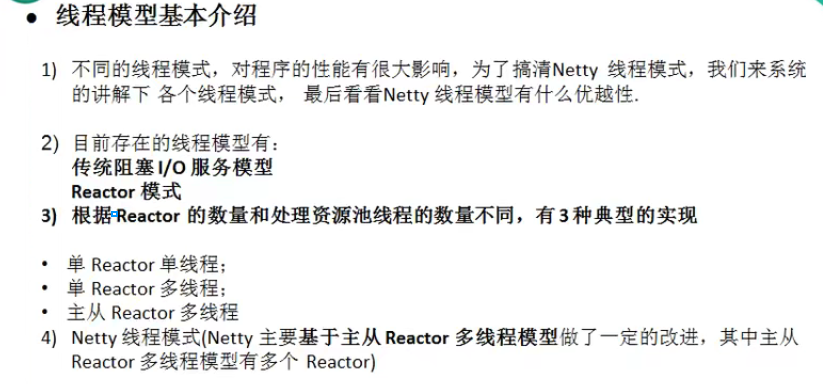 • 线程模型基本介绍
1) 不同的线程模式，对程序的性能有很大影响，为了搞清Netty 线程模式，我们来系统
的讲解下 各个线程模式， 最后看看Netty 线程模型有什么优越性.
2) 目前存在的线程模型有：
传统阻塞 I/O 服务模型
Reactor 模式
3) 根据 Reactor 的数量和处理资源池线程的数量不同，有 3 种典型的实现
• 单 Reactor 单线程；
• 单 Reactor 多线程；
• 主从 Reactor 多线程
4) Netty 线程模式(Netty 主要基于主从 Reactor 多线程模型做了一定的改进，其中主从
Reactor 多线程模型有多个 Reactor)